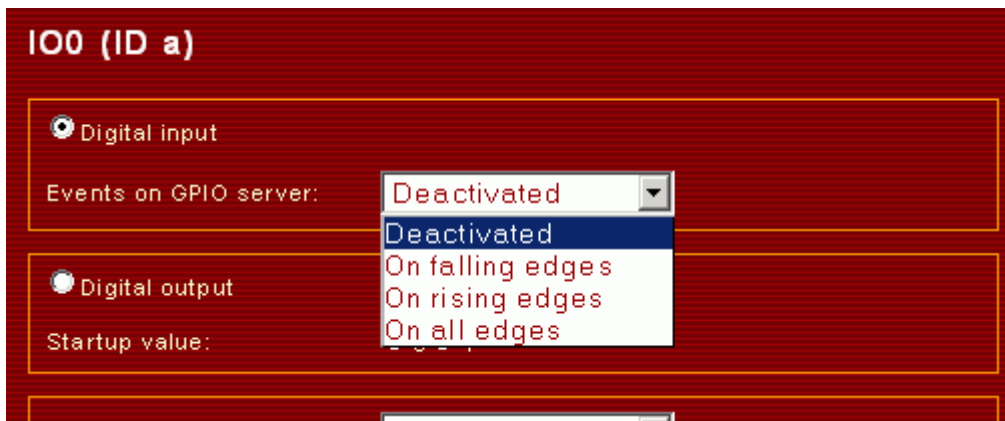 IO0 (ID a)
Digital input
Events on GPIO server: Deactivated
Deactivated
On falling edges
On rising edges
On all edges
Digital output
Startup value: